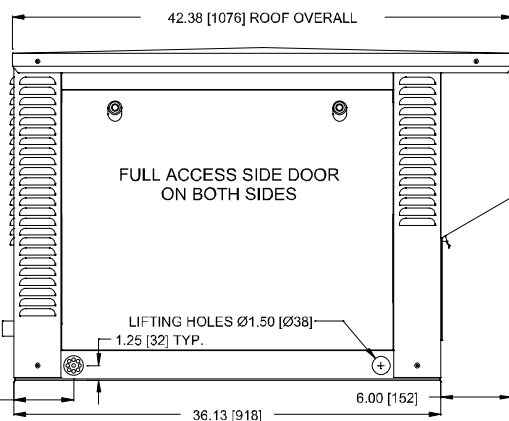 42.38 [1076] ROOF OVERALL
FULL ACCESS SIDE DOOR
ON BOTH SIDES
LIFTING HOLES Ø1.50 [Ø38]
1.25 [32] TYP.
6.00 [152]
36.13 [918]